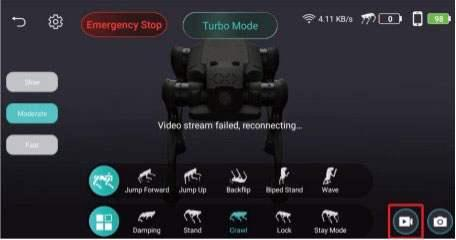 Emergency Stop
Turbo Mode
4.11 KB/s
0
98
Slow
Moderate
Fast
Video stream failed, reconnecting...
Jump Forward
Jump Up
Backflip
Biped Stand
Wave
Damping
Stand
Crawl
Lock
Stay Mode